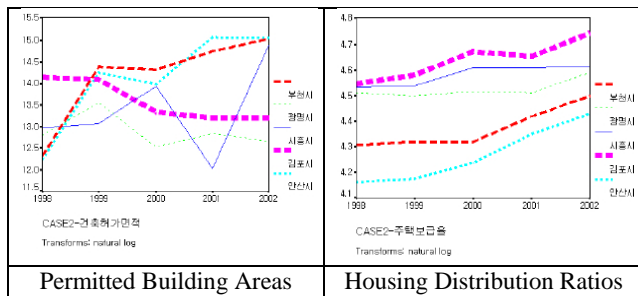 15.5
15.0
14.5
14.0
13.5
13.0
12.5
12.0
11.5
1998 1999 2000 2001 2002
부천시
광명시
시흥시
김포시
안산시
CASE2-건축허가면적
Transforms: natural log
4.8
4.7
4.6
4.5
4.4
4.3
4.2
4.1
1998 1999 2000 2001 2002
부천시
광명시
시흥시
김포시
안산시
CASE2-주택보급율
Transforms: natural log
Permitted Building Areas
Housing Distribution Ratios